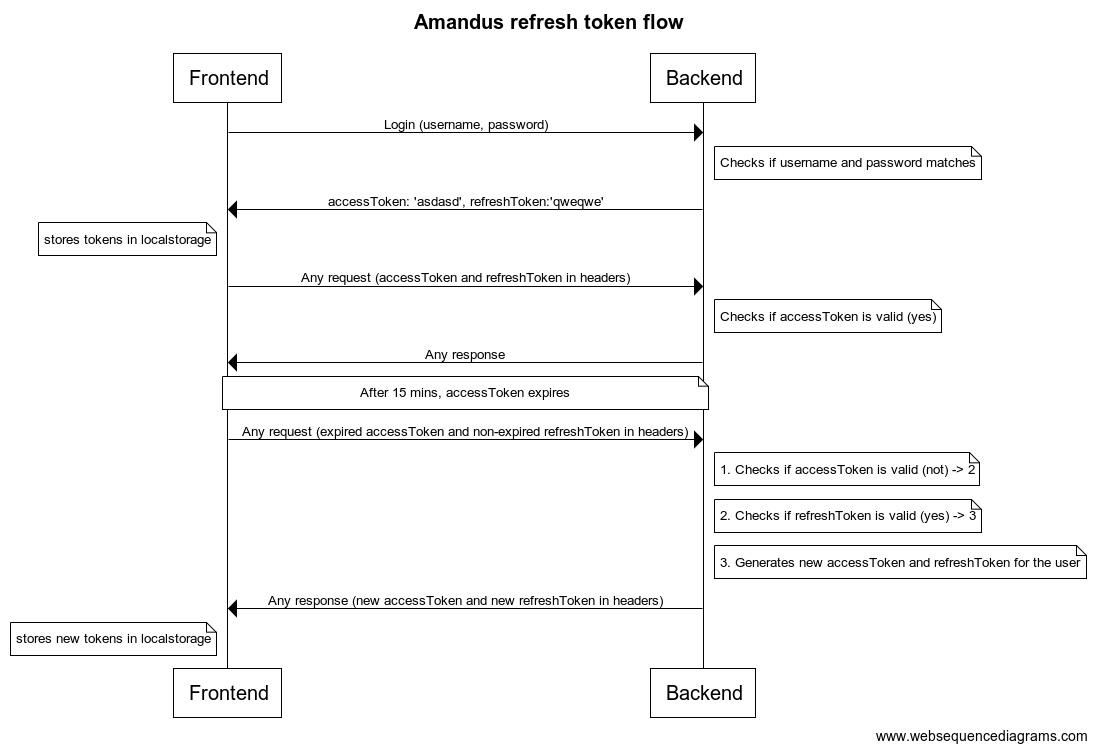 Amandus refresh token flow
Frontend
Backend
Login (username, password)
Checks if username and password matches
accessToken: 'asdasd', refreshToken:'qweqwe'
stores tokens in localstorage
Any request (accessToken and refreshToken in headers)
Checks if accessToken is valid (yes)
Any response
After 15 mins, accessToken expires
Any request (expired accessToken and non-expired refreshToken in headers)
1. Checks if accessToken is valid (not) -> 2
2. Checks if refreshToken is valid (yes) -> 3
3. Generates new accessToken and refreshToken for the user
Any response (new accessToken and new refreshToken in headers)
stores new tokens in localstorage
Frontend
Backend
www.websequencediagrams.com